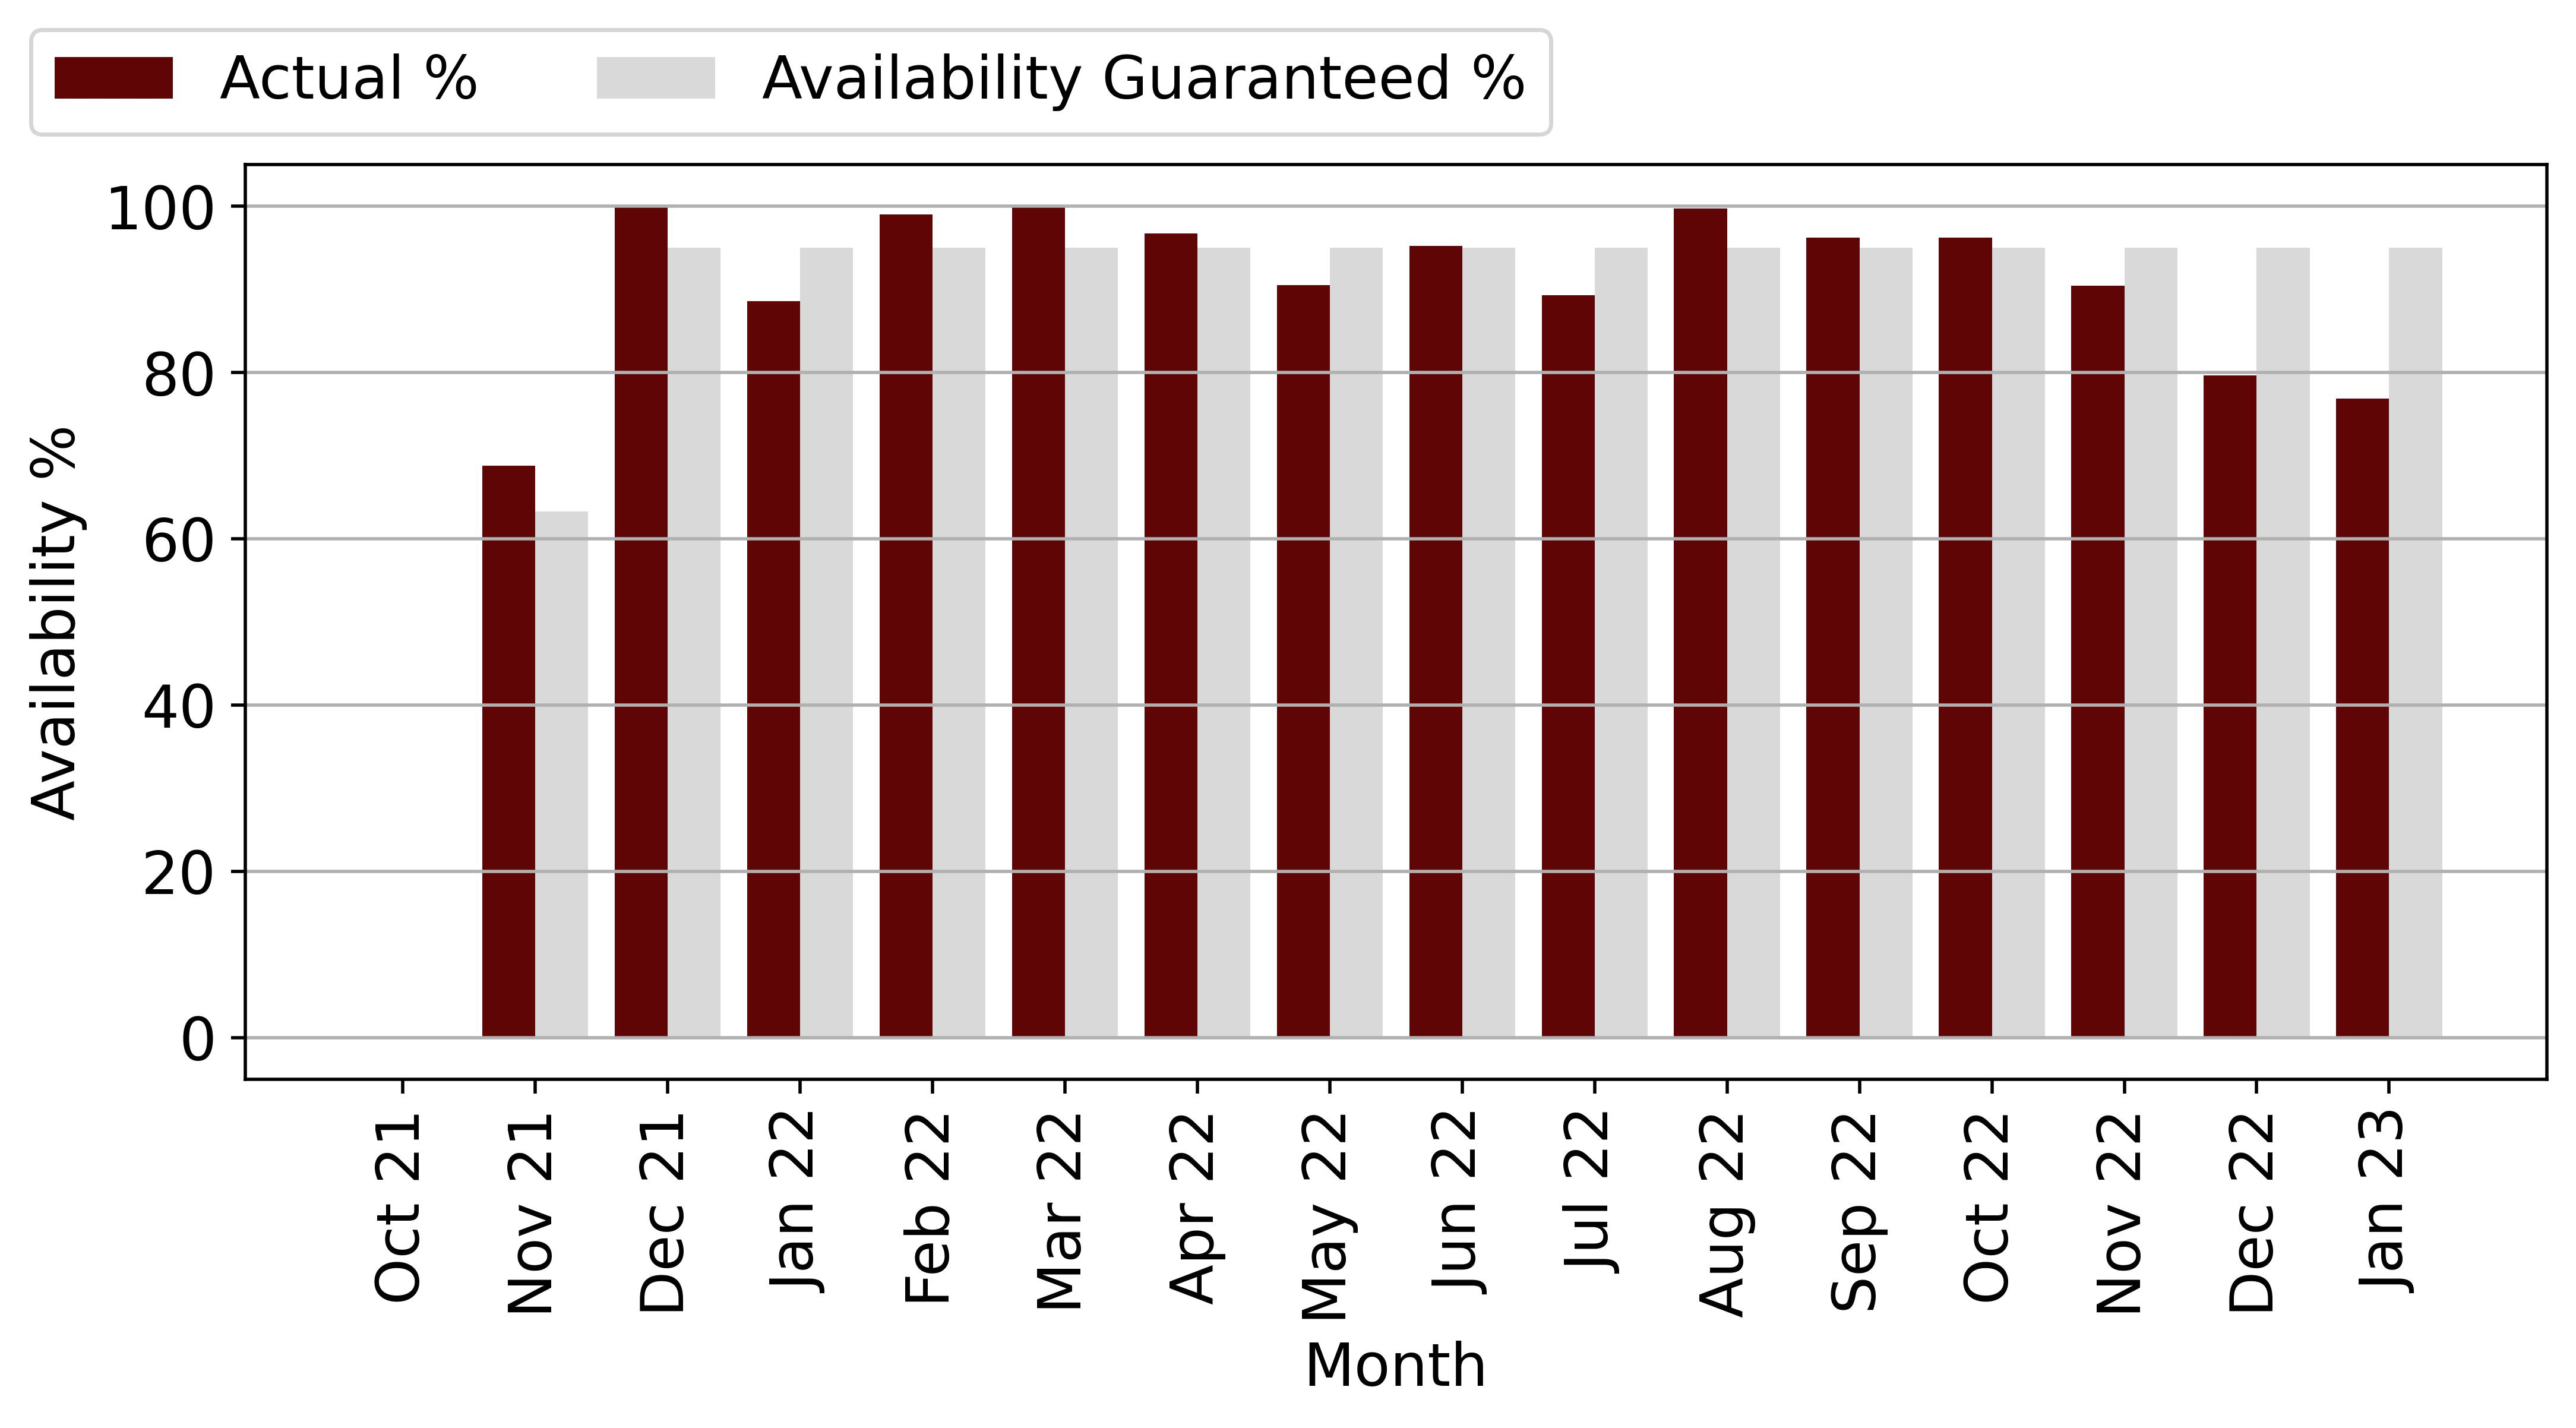 Actual %
Availability Guaranteed %
Availability %
100
80
60
40
20
0
Oct 21
Nov 21
Dec 21
Jan 22
Feb 22
Mar 22
Apr 22
May 22
Jun 22
Jul 22
Aug 22
Sep 22
Oct 22
Nov 22
Dec 22
Jan 23
Month